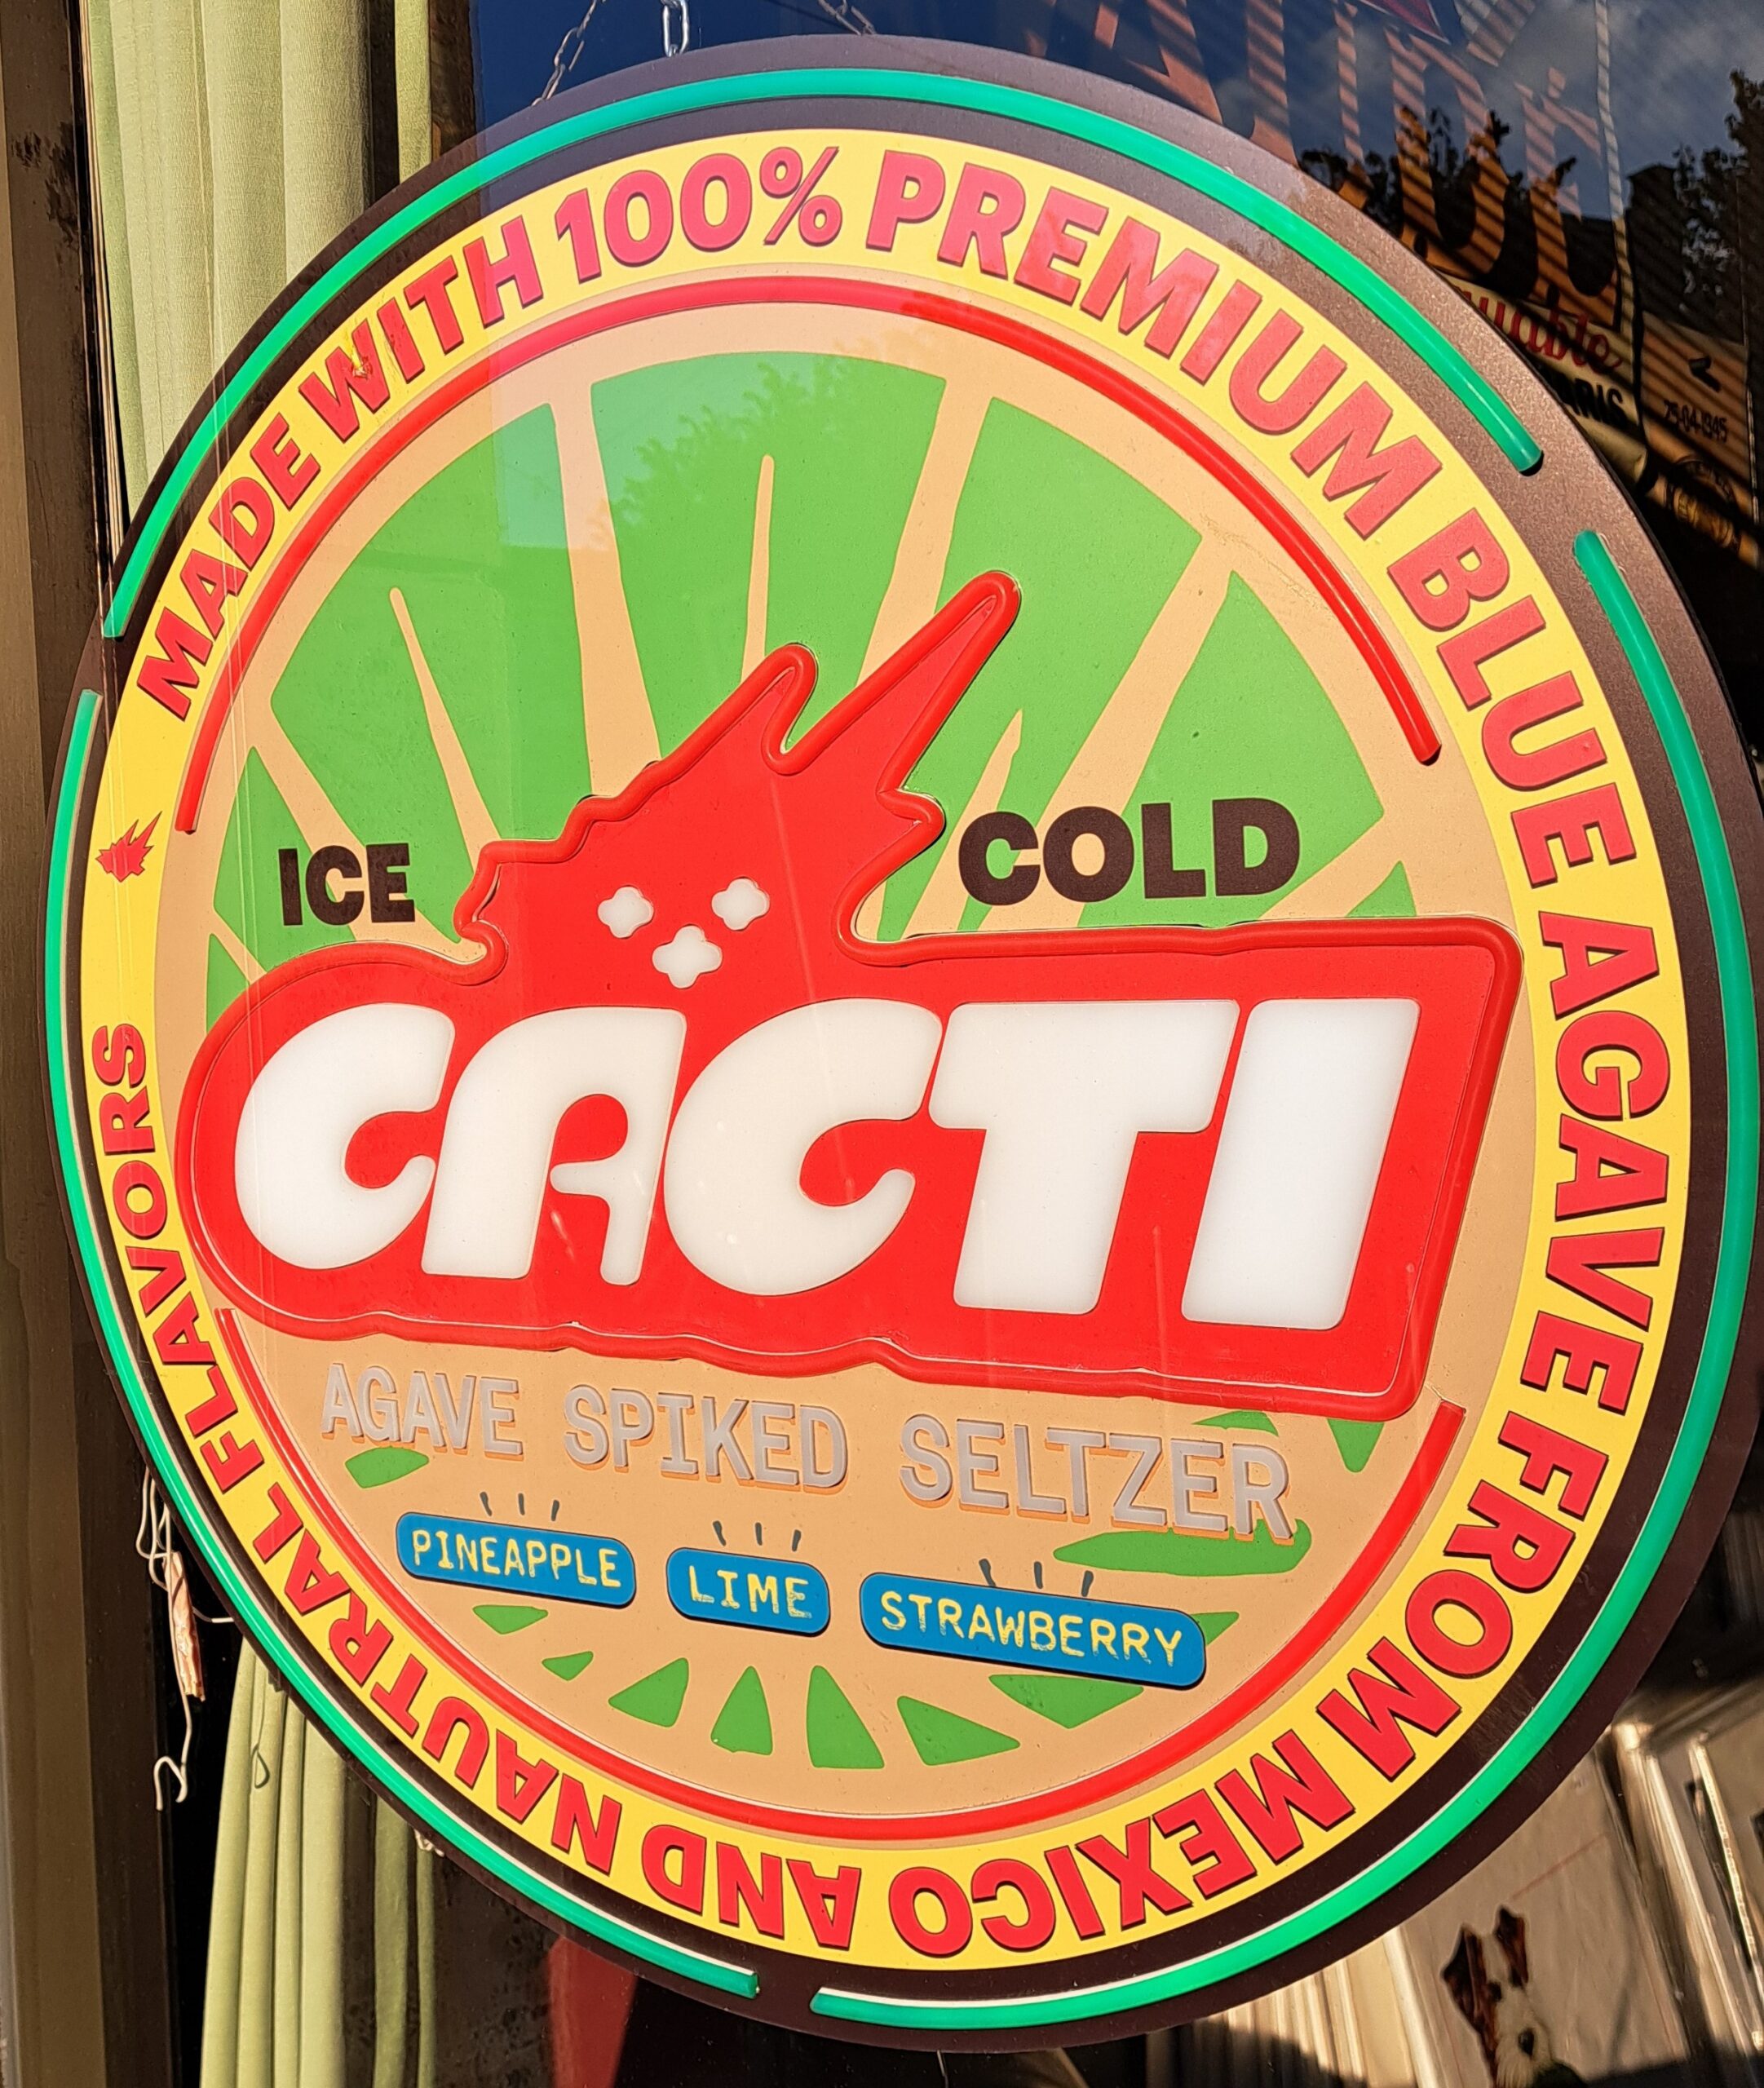 MADE WITH 100% PREMIUM BLUE AGAVE FROM MEXICO AND NAUTRAL FLAVORS
ICE COLD
CACTI
AGAVE SPIKED SELTZER
PINEAPPLE LIME STRAWBERRY